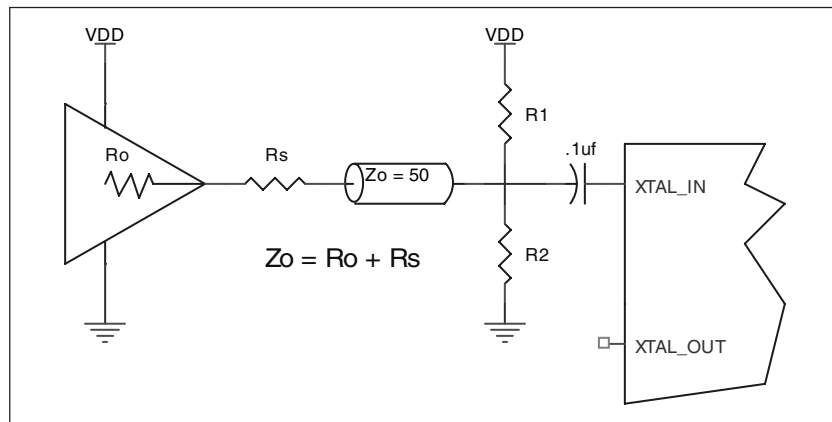 VDD
VDD
R1
Ro
Rs
.1uf
Zo = 50
XTAL_IN
Zo = Ro + Rs
R2
XTAL_OUT